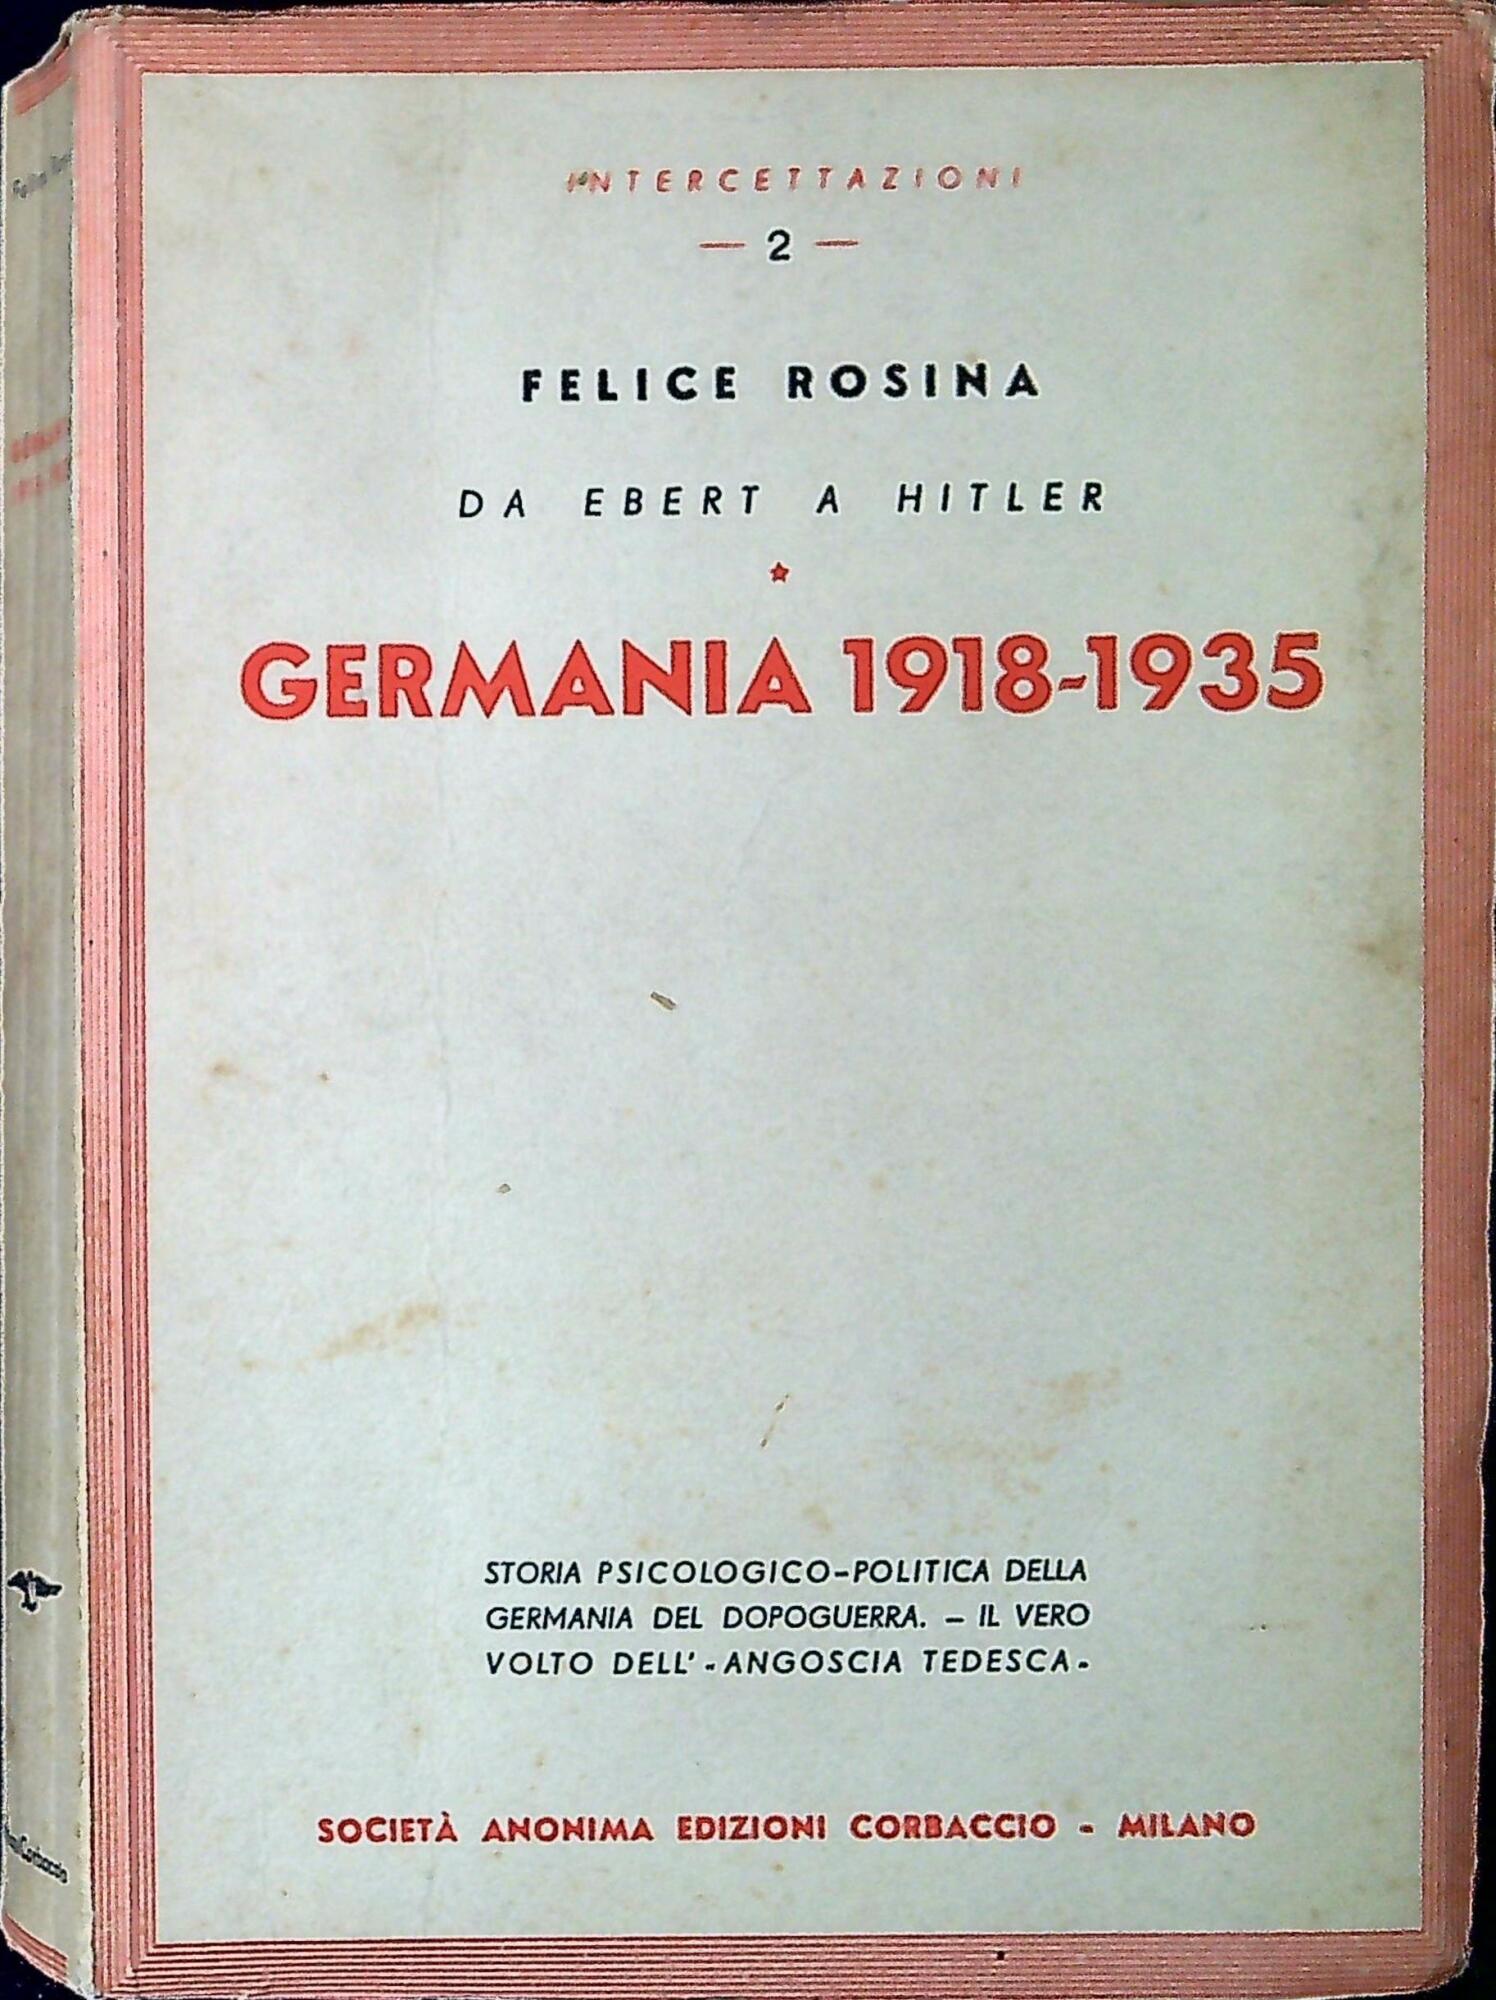 INTERCETTAZIONI
— 2 —
FELICE ROSINA
DA EBERT A HITLER
GERMANIA 1918-1935
STORIA PSICOLOGICO-POLITICA DELLA
GERMANIA DEL DOPOGUERRA. – IL VERO
VOLTO DELL' «ANGOSCIA TEDESCA»
SOCIETÀ ANONIMA EDIZIONI CORBACCIO - MILANO
Corbaccio